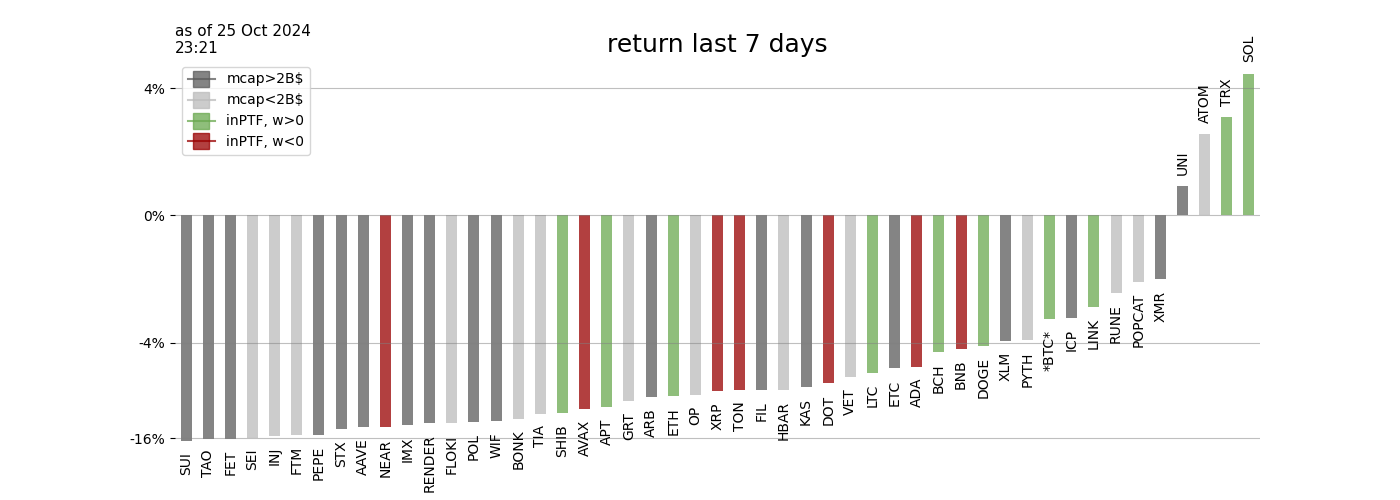 as of 25 Oct 2024
23:21
return last 7 days
mcap>2B$
mcap<2B$
inPTF, w>0
inPTF, w<0
4%
0%
-4%
-16%
SUI
TAO
FET
SEI
INJ
FTM
PEPE
STX
AAVE
NEAR
IMX
RENDER
FLOKI
POL
WIF
BONK
TIA
SHIB
AVAX
APT
GRT
ARB
ETH
OP
XRP
TON
FIL
HBAR
KAS
DOT
VET
LTC
ETC
ADA
BCH
BNB
DOGE
XLM
PYTH
*BTC*
ICP
LINK
RUNE
POPCAT
XMR
UNI
ATOM
TRX
SOL